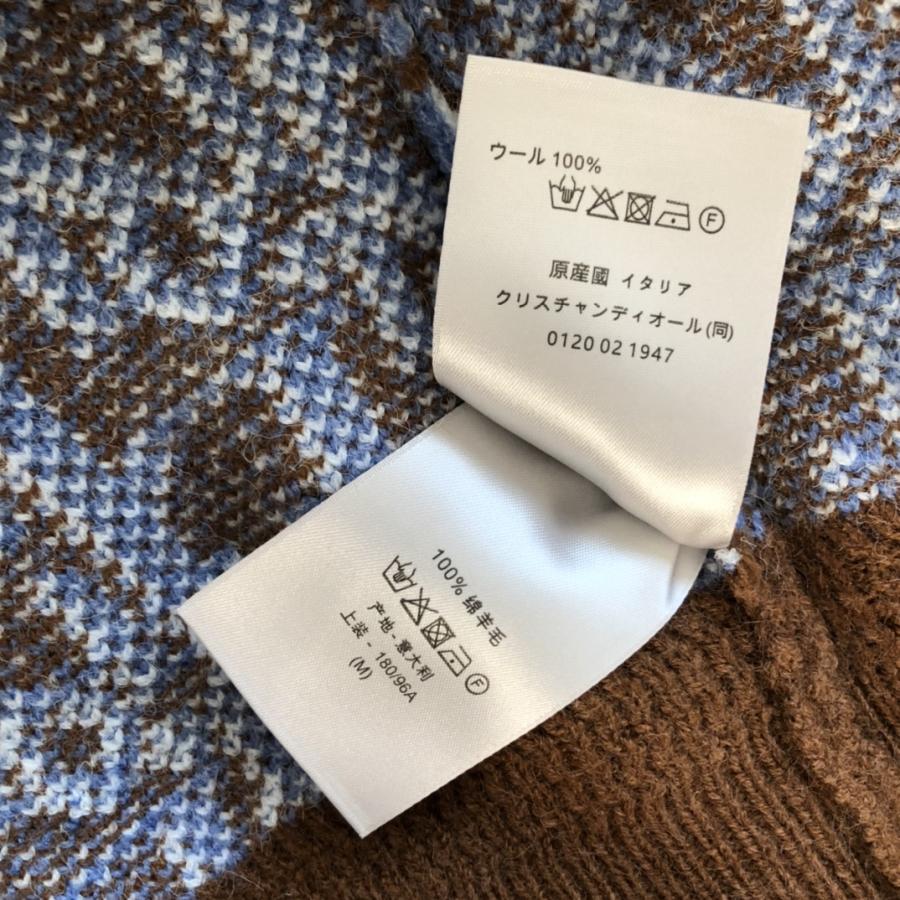 ウール 100%
F
原産國 イタリア
クリスチャンディオール(同)
0120 02 1947
100% 绵羊毛
F
产地 - 意大利
上装 - 180/96A
(M)